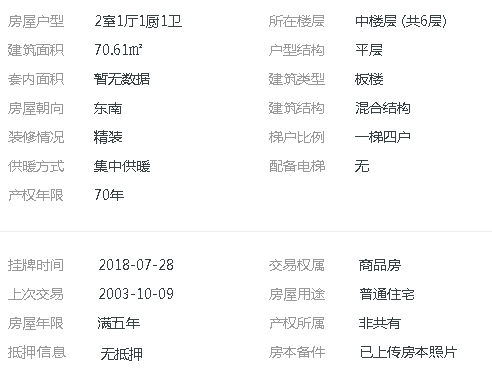 房屋户型 2室1厅1厨1卫 所在楼层 中楼层 (共6层)
建筑面积 70.61㎡ 户型结构 平层
套内面积 暂无数据 建筑类型 板楼
房屋朝向 东南 建筑结构 混合结构
装修情况 精装 梯户比例 一梯四户
供暖方式 集中供暖 配备电梯 无
产权年限 70年
挂牌时间 2018-07-28 交易权属 商品房
上次交易 2003-10-09 房屋用途 普通住宅
房屋年限 满五年 产权所属 非共有
抵押信息 无抵押 房本备件 已上传房本照片